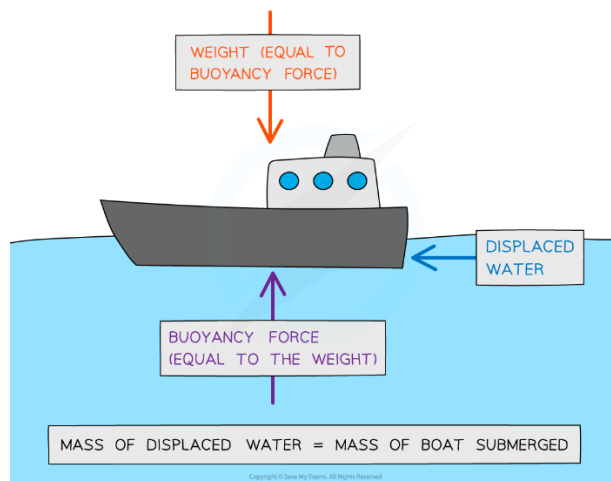 WEIGHT (EQUAL TO
BUOYANCY FORCE)
DISPLACED
WATER
BUOYANCY FORCE
(EQUAL TO THE WEIGHT)
MASS OF DISPLACED WATER = MASS OF BOAT SUBMERGED
Copyright © Save My Exams. All Rights Reserved